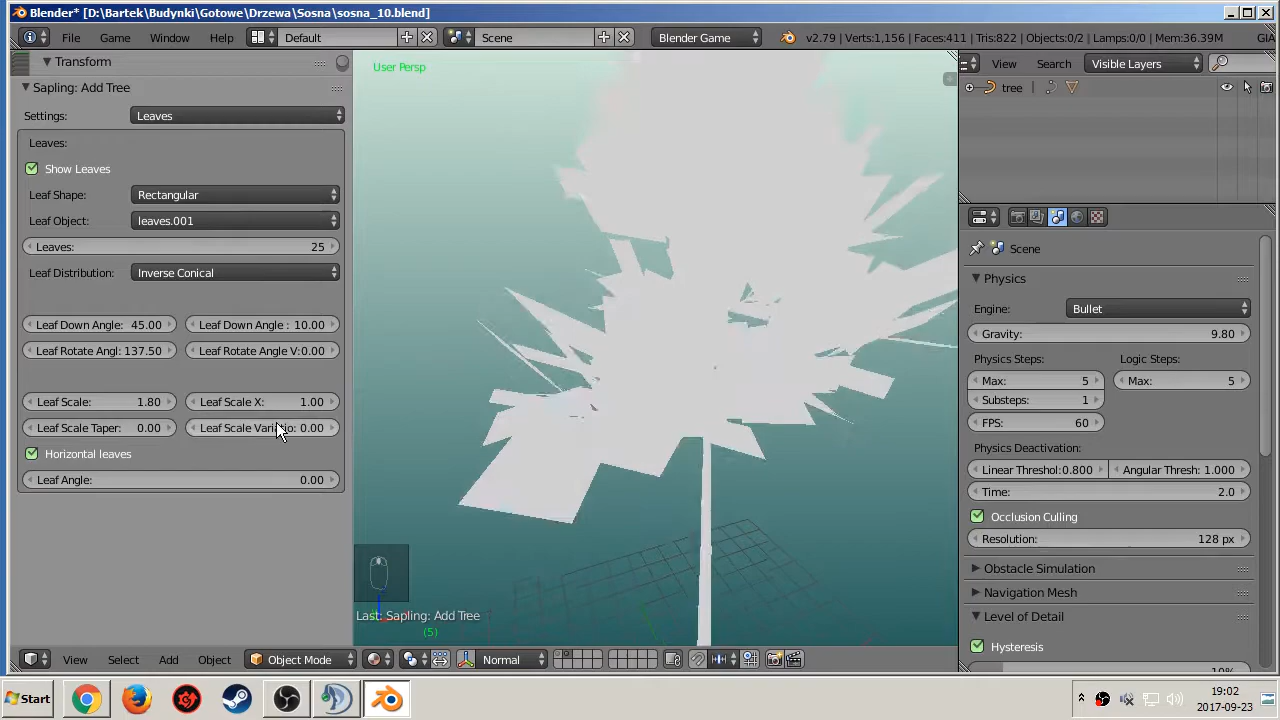 Blender* [D:\Bartek\Budynki\Gotowe\Drzewa\Sosna\sosna_10.blend]
File Game Window Help Default Scene Blender Game v2.79 | Verts:1,156 | Faces:411 | Tris:822 | Objects:0/2 | Lamps:0/0 | Mem:36.39M
Transform
Sapling: Add Tree
Settings: Leaves
Leaves:
Show Leaves
Leaf Shape: Rectangular
Leaf Object: leaves.001
Leaves: 25
Leaf Distribution: Inverse Conical
Leaf Down Angle: 45.00 Leaf Down Angle : 10.00
Leaf Rotate Angl: 137.50 Leaf Rotate Angle V:0.00
Leaf Scale: 1.80 Leaf Scale X: 1.00
Leaf Scale Taper: 0.00 Leaf Scale Variatio: 0.00
Horizontal leaves
Leaf Angle: 0.00
User Persp
Last: Sapling: Add Tree
(5)
View Select Add Object Object Mode Normal
View Search Visible Layers
tree
Scene
Physics
Engine: Bullet
Gravity: 9.80
Physics Steps: Logic Steps:
Max: 5 Max: 5
Substeps: 1
FPS: 60
Physics Deactivation:
Linear Threshol:0.800 Angular Thresh: 1.000
Time: 2.0
Occlusion Culling
Resolution: 128 px
Obstacle Simulation
Navigation Mesh
Level of Detail
Hysteresis
10%
Start
19:02
2017-09-23